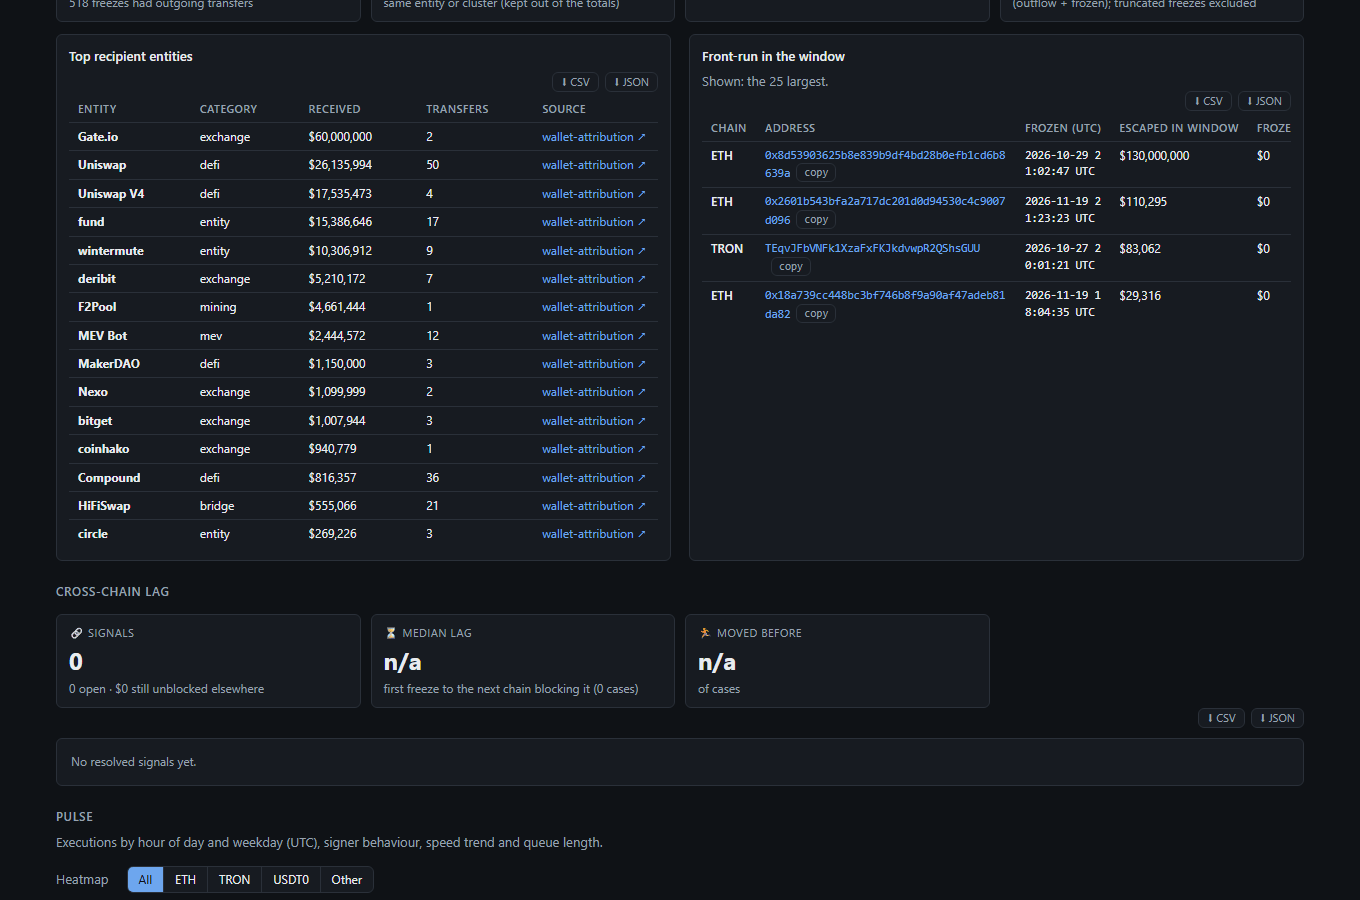 518 freezes had outgoing transfers
same entity or cluster (kept out of the totals)
(outflow + frozen); truncated freezes excluded
Top recipient entities
⬇ CSV ⬇ JSON
ENTITY CATEGORY RECEIVED TRANSFERS SOURCE
Gate.io exchange $60,000,000 2 wallet-attribution ↗
Uniswap defi $26,135,994 50 wallet-attribution ↗
Uniswap V4 defi $17,535,473 4 wallet-attribution ↗
fund entity $15,386,646 17 wallet-attribution ↗
wintermute entity $10,306,912 9 wallet-attribution ↗
deribit exchange $5,210,172 7 wallet-attribution ↗
F2Pool mining $4,661,444 1 wallet-attribution ↗
MEV Bot mev $2,444,572 12 wallet-attribution ↗
MakerDAO defi $1,150,000 3 wallet-attribution ↗
Nexo exchange $1,099,999 2 wallet-attribution ↗
bitget exchange $1,007,944 3 wallet-attribution ↗
coinhako exchange $940,779 1 wallet-attribution ↗
Compound defi $816,357 36 wallet-attribution ↗
HiFiSwap bridge $555,066 21 wallet-attribution ↗
circle entity $269,226 3 wallet-attribution ↗
Front-run in the window
Shown: the 25 largest.
⬇ CSV ⬇ JSON
CHAIN ADDRESS FROZEN (UTC) ESCAPED IN WINDOW FROZE
ETH 0x8d53903625b8e839b9df4bd28b0efb1cd6b8 2026-10-29 2 $130,000,000 $0
639a copy 1:02:47 UTC
ETH 0x2601b543bfa2a717dc201d0d94530c4c9007 2026-11-19 2 $110,295 $0
d096 copy 1:23:23 UTC
TRON TEqvJFbVNFk1XzaFxFKJkdvwpR2QShsGUU 2026-10-27 2 $83,062 $0
copy 0:01:21 UTC
ETH 0x18a739cc448bc3bf746b8f9a90af47adeb81 2026-11-19 1 $29,316 $0
da82 copy 8:04:35 UTC
CROSS-CHAIN LAG
SIGNALS
0
0 open · $0 still unblocked elsewhere
MEDIAN LAG
n/a
first freeze to the next chain blocking it (0 cases)
MOVED BEFORE
n/a
of cases
⬇ CSV ⬇ JSON
No resolved signals yet.
PULSE
Executions by hour of day and weekday (UTC), signer behaviour, speed trend and queue length.
Heatmap All ETH TRON USDT0 Other